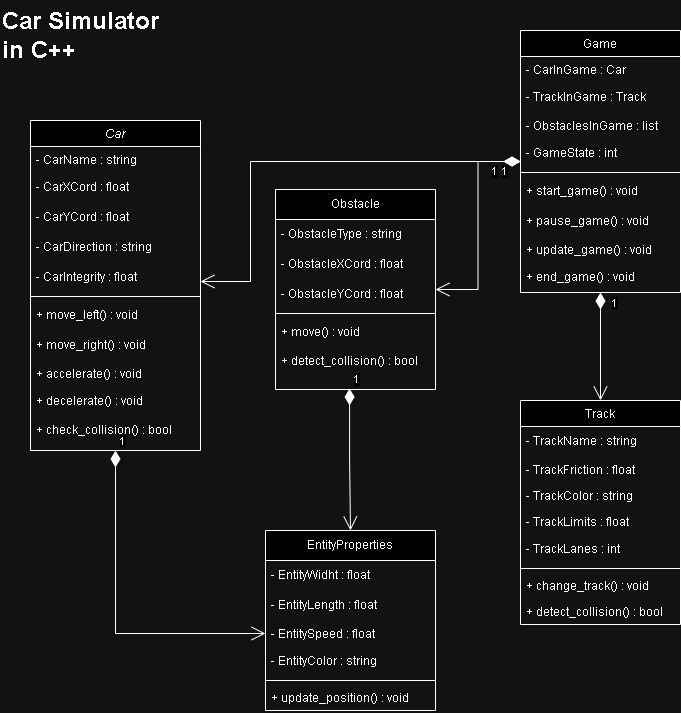 Car Simulator
in C++
Game
- CarInGame : Car
- TrackInGame : Track
- ObstaclesInGame : list
- GameState : int
+ start_game() : void
+ pause_game() : void
+ update_game() : void
+ end_game() : void
1 1
1
Car
- CarName : string
- CarXCord : float
- CarYCord : float
- CarDirection : string
- CarIntegrity : float
+ move_left() : void
+ move_right() : void
+ accelerate() : void
+ decelerate() : void
+ check_collision() : bool
1
Obstacle
- ObstacleType : string
- ObstacleXCord : float
- ObstacleYCord : float
+ move() : void
+ detect_collision() : bool
1
Track
- TrackName : string
- TrackFriction : float
- TrackColor : string
- TrackLimits : float
- TrackLanes : int
+ change_track() : void
+ detect_collision() : bool
EntityProperties
- EntityWidht : float
- EntityLength : float
- EntitySpeed : float
- EntityColor : string
+ update_position() : void